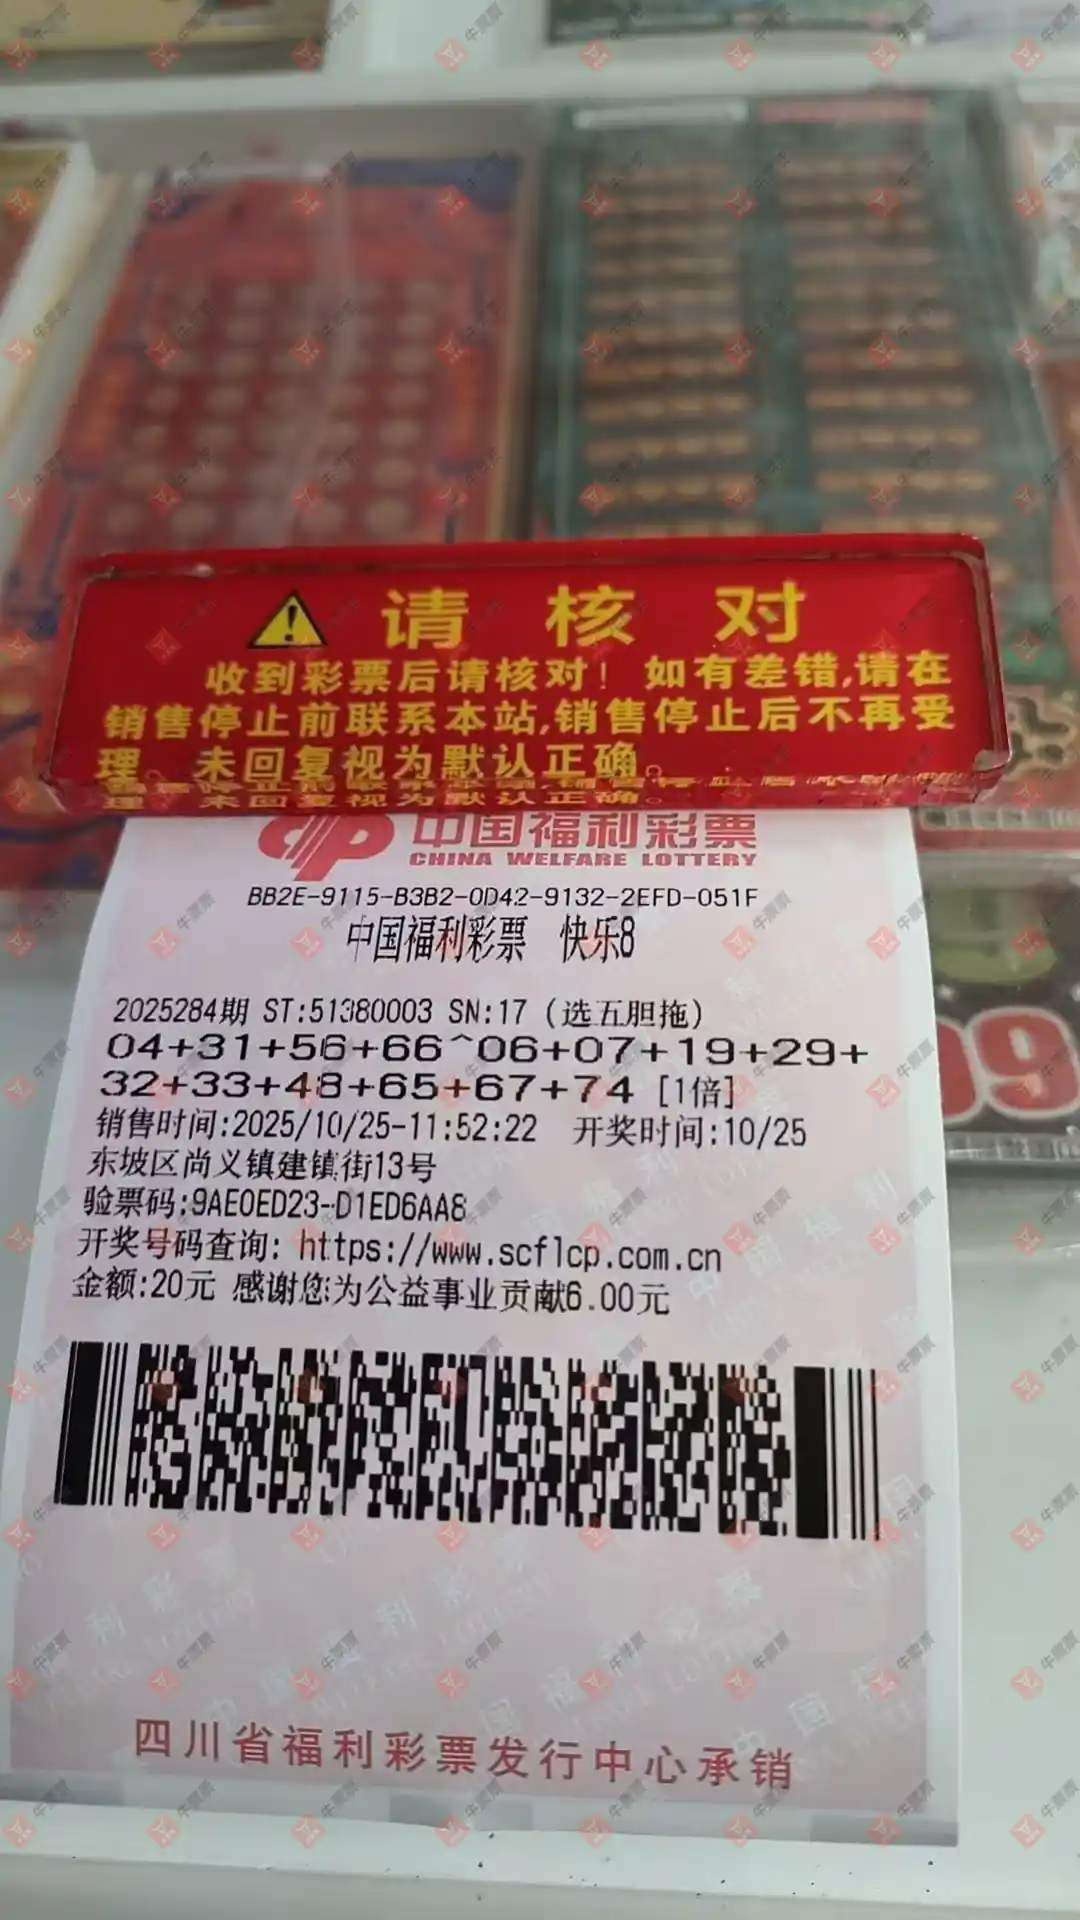 请核对
收到彩票后请核对！如有差错,请在
销售停止前联系本站,销售停止后不再受
理。未回复视为默认正确。
中国福利彩票
CHINA WELFARE LOTTERY
BB2E-9115-B3B2-0D42-9132-2EFD-051F
中国福利彩票 快乐8
2025284期 ST:51380003 SN:17 (选五胆拖)
04+31+56+66^06+07+19+29+
32+33+48+65+67+74 [1倍]
销售时间:2025/10/25-11:52:22 开奖时间:10/25
东坡区尚义镇建镇街13号
验票码:9AE0ED23-D1ED6AA8
开奖号码查询: https://www.scflcp.com.cn
金额:20元 感谢您为公益事业贡献6.00元
四川省福利彩票发行中心承销
牛票票